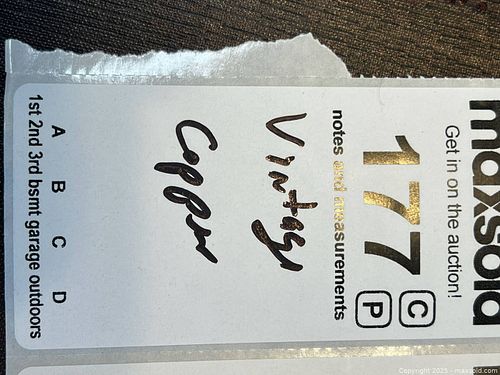 maxsold
Get in on the auction!
177 C P
notes and measurements
Vintage
Copper
A B C D
1st 2nd 3rd bsmt garage outdoors
Copyright 2025 - maxsold.com